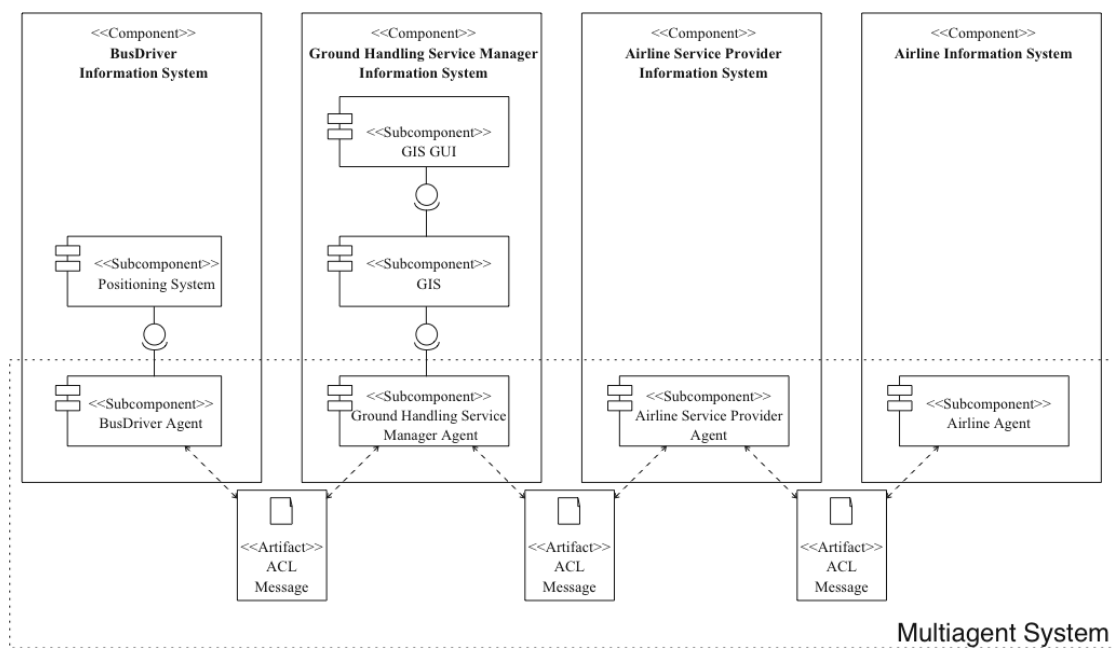 <<Component>>
BusDriver
Information System
<<Component>>
Ground Handling Service Manager
Information System
<<Component>>
Airline Service Provider
Information System
<<Component>>
Airline Information System
<<Subcomponent>>
GIS GUI
<<Subcomponent>>
Positioning System
<<Subcomponent>>
GIS
<<Subcomponent>>
BusDriver Agent
<<Subcomponent>>
Ground Handling Service
Manager Agent
<<Subcomponent>>
Airline Service Provider
Agent
<<Subcomponent>>
Airline Agent
<<Artifact>>
ACL
Message
<<Artifact>>
ACL
Message
<<Artifact>>
ACL
Message
Multiagent System